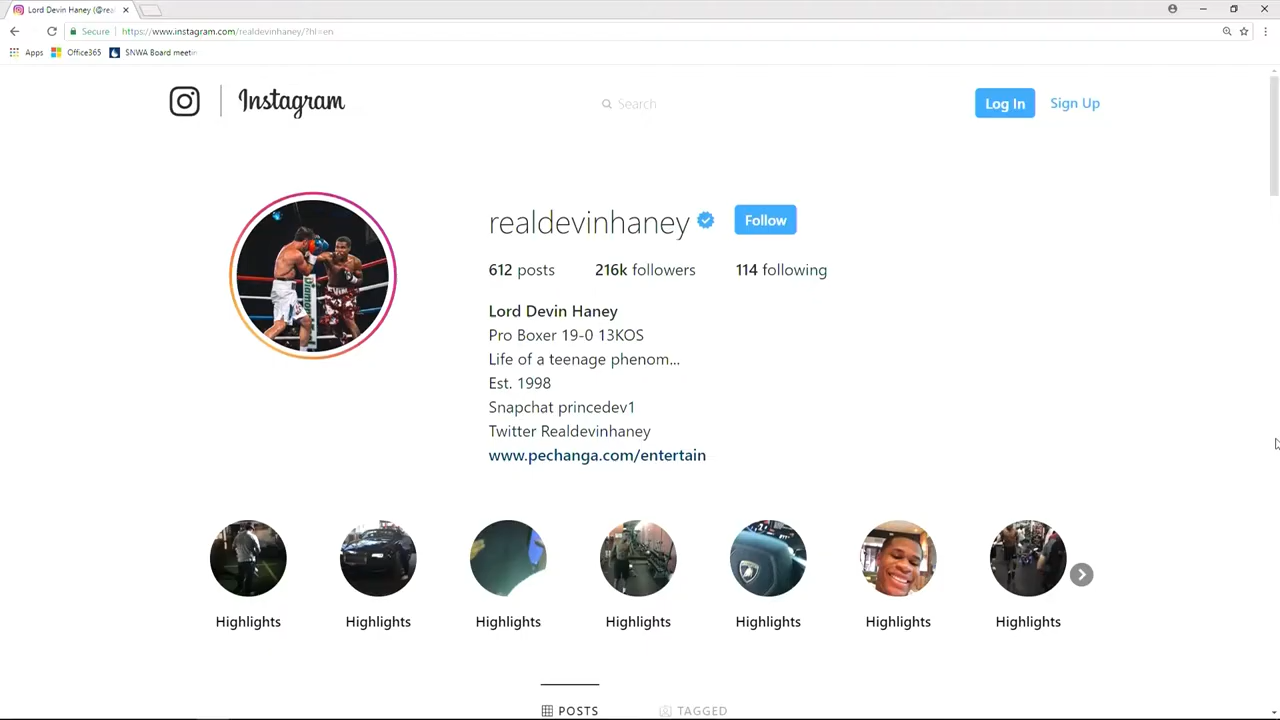 Lord Devin Haney (@rea
Secure
https://www.instagram.com/realdevinhaney/?hl=en
Apps
Office365
SNWA Board meetin
Instagram
Search
Log In
Sign Up
realdevinhaney
Follow
612 posts
216k followers
114 following
Lord Devin Haney
Pro Boxer 19-0 13KOS
Life of a teenage phenom...
Est. 1998
Snapchat princedev1
Twitter Realdevinhaney
www.pechanga.com/entertain
Highlights
Highlights
Highlights
Highlights
Highlights
Highlights
Highlights
POSTS
TAGGED